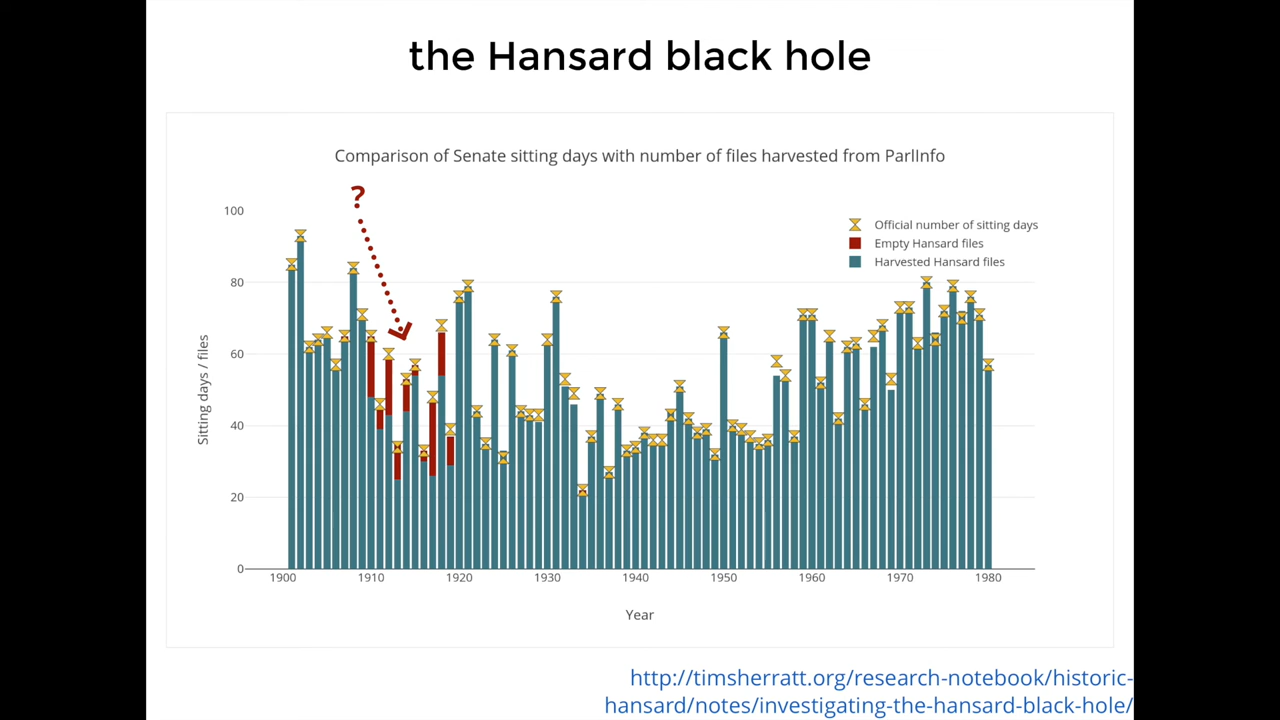 the Hansard black hole
Comparison of Senate sitting days with number of files harvested from ParlInfo
?
100
Official number of sitting days
Empty Hansard files
Harvested Hansard files
80
60
40
20
0
Sitting days / files
1900 1910 1920 1930 1940 1950 1960 1970 1980
Year
http://timsherratt.org/research-notebook/historic-
hansard/notes/investigating-the-hansard-black-hole/